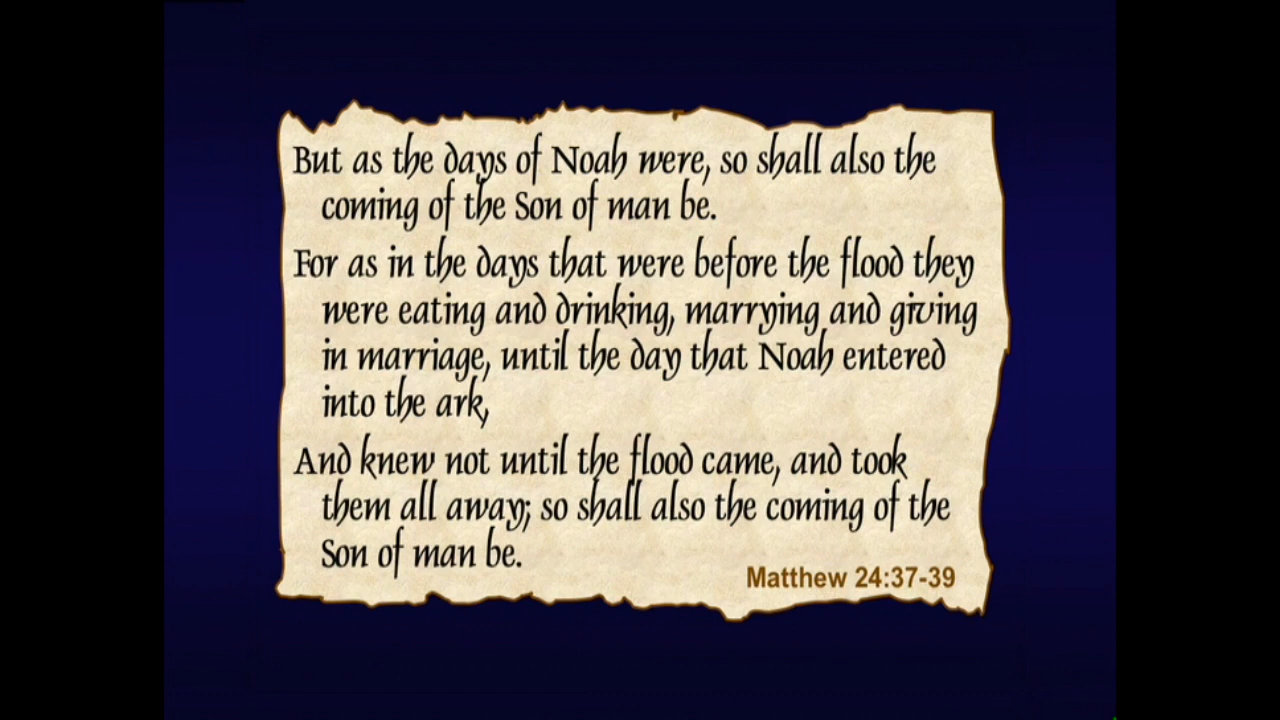 But as the days of Noah were, so shall also the
coming of the Son of man be.
For as in the days that were before the flood they
were eating and drinking, marrying and giving
in marriage, until the day that Noah entered
into the ark,
And knew not until the flood came, and took
them all away; so shall also the coming of the
Son of man be.
Matthew 24:37-39